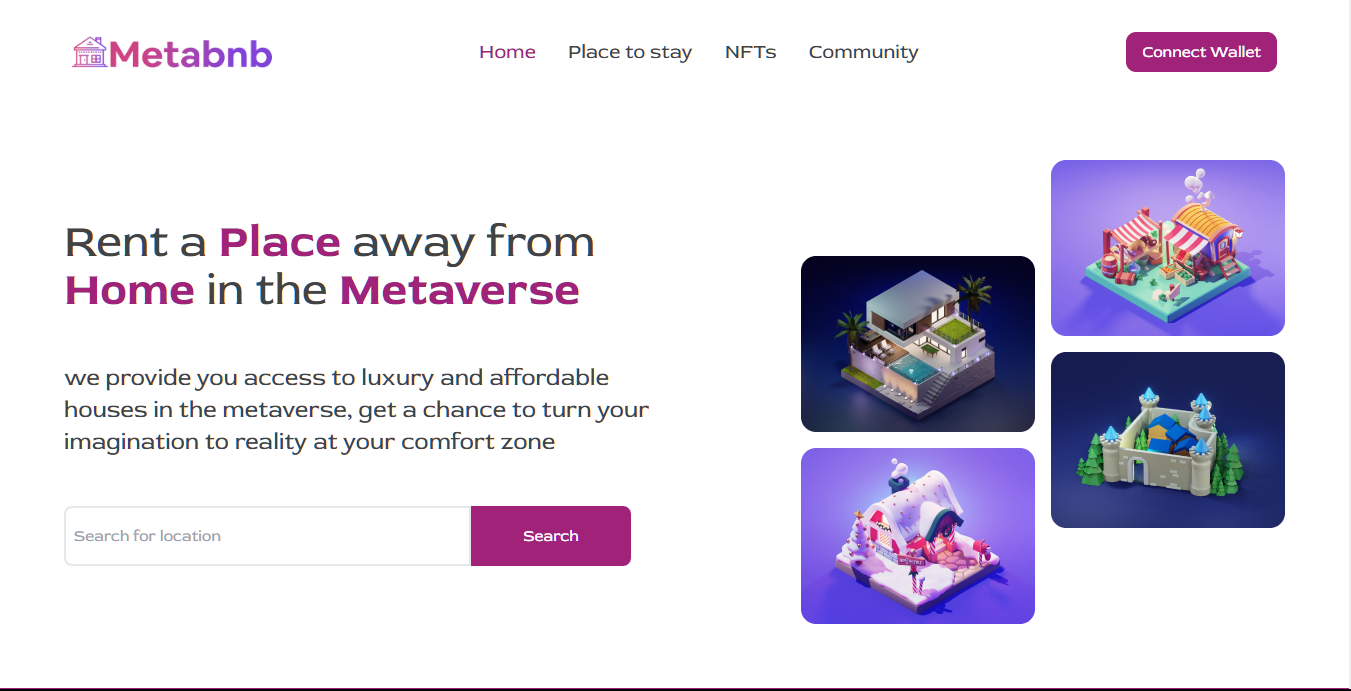 Metabnb
Home
Place to stay
NFTs
Community
Connect Wallet
Rent a Place away from
Home in the Metaverse
we provide you access to luxury and affordable
houses in the metaverse, get a chance to turn your
imagination to reality at your comfort zone
Search for location
Search